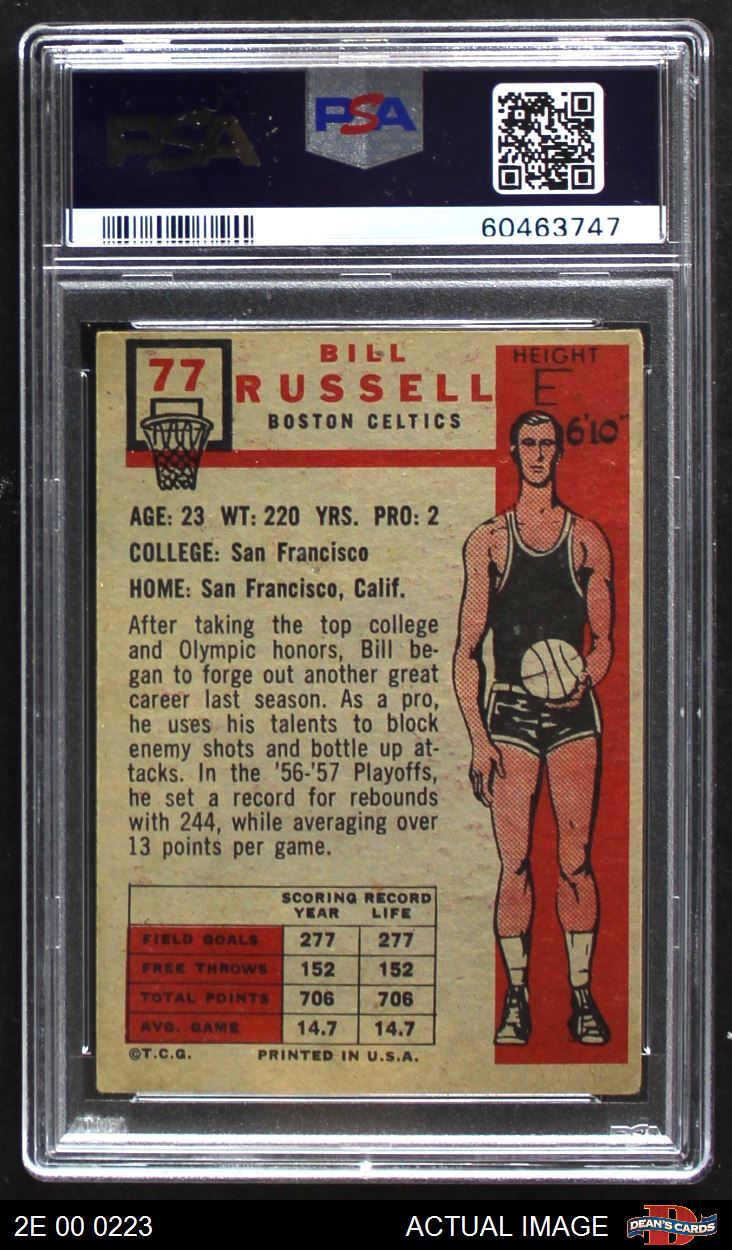 PSA
PSA
60463747
77
BILL
RUSSELL
BOSTON CELTICS
HEIGHT
E
6'10"
AGE: 23 WT: 220 YRS. PRO: 2
COLLEGE: San Francisco
HOME: San Francisco, Calif.
After taking the top college
and Olympic honors, Bill be-
gan to forge out another great
career last season. As a pro,
he uses his talents to block
enemy shots and bottle up at-
tacks. In the '56-'57 Playoffs,
he set a record for rebounds
with 244, while averaging over
13 points per game.
SCORING RECORD
YEAR LIFE
FIELD GOALS 277 277
FREE THROWS 152 152
TOTAL POINTS 706 706
AVG. GAME 14.7 14.7
©T.C.G. PRINTED IN U.S.A.
PSA
2E 00 0223 ACTUAL IMAGE DEAN'S CARDS